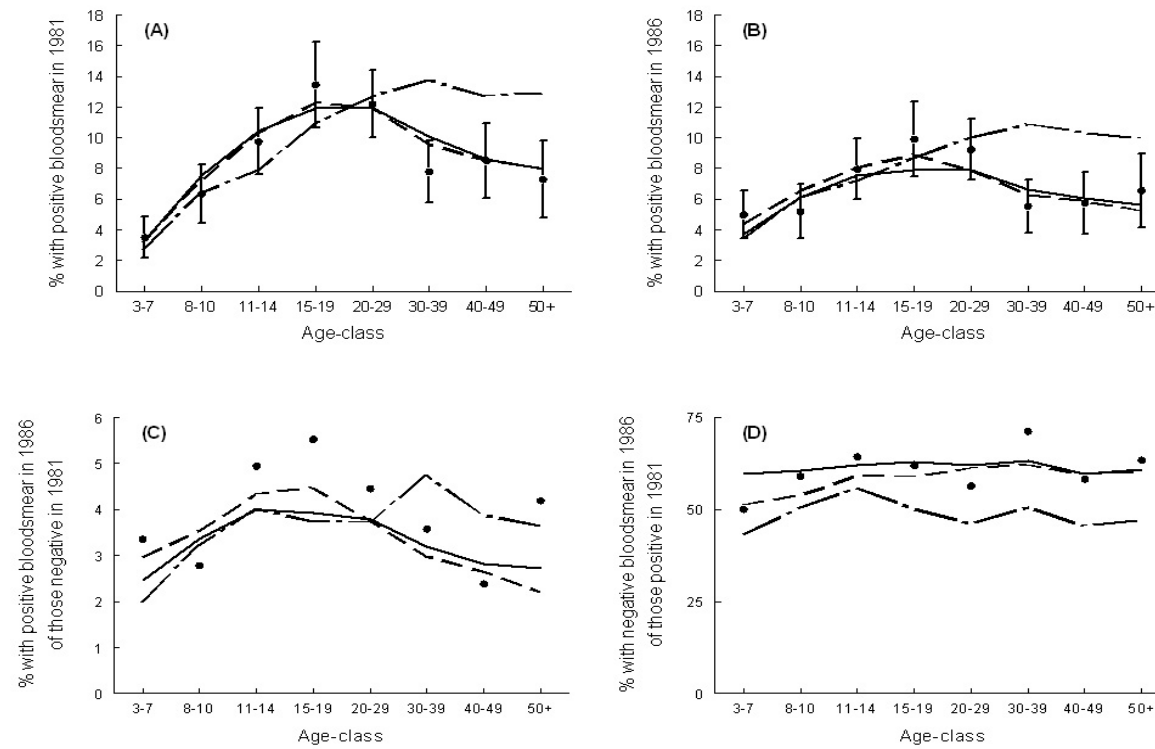 (A)
% with positive bloodsmear in 1981
18
16
14
12
10
8
6
4
2
0
3-7 8-10 11-14 15-19 20-29 30-39 40-49 50+
Age-class
(B)
% with positive bloodsmear in 1986
18
16
14
12
10
8
6
4
2
0
3-7 8-10 11-14 15-19 20-29 30-39 40-49 50+
Age-class
(C)
% with positive bloodsmear in 1986
of those negative in 1981
6
5
4
3
2
1
0
3-7 8-10 11-14 15-19 20-29 30-39 40-49 50+
Age-class
(D)
% with negative bloodsmear in 1986
of those positive in 1981
75
50
25
0
3-7 8-10 11-14 15-19 20-29 30-39 40-49 50+
Age-class